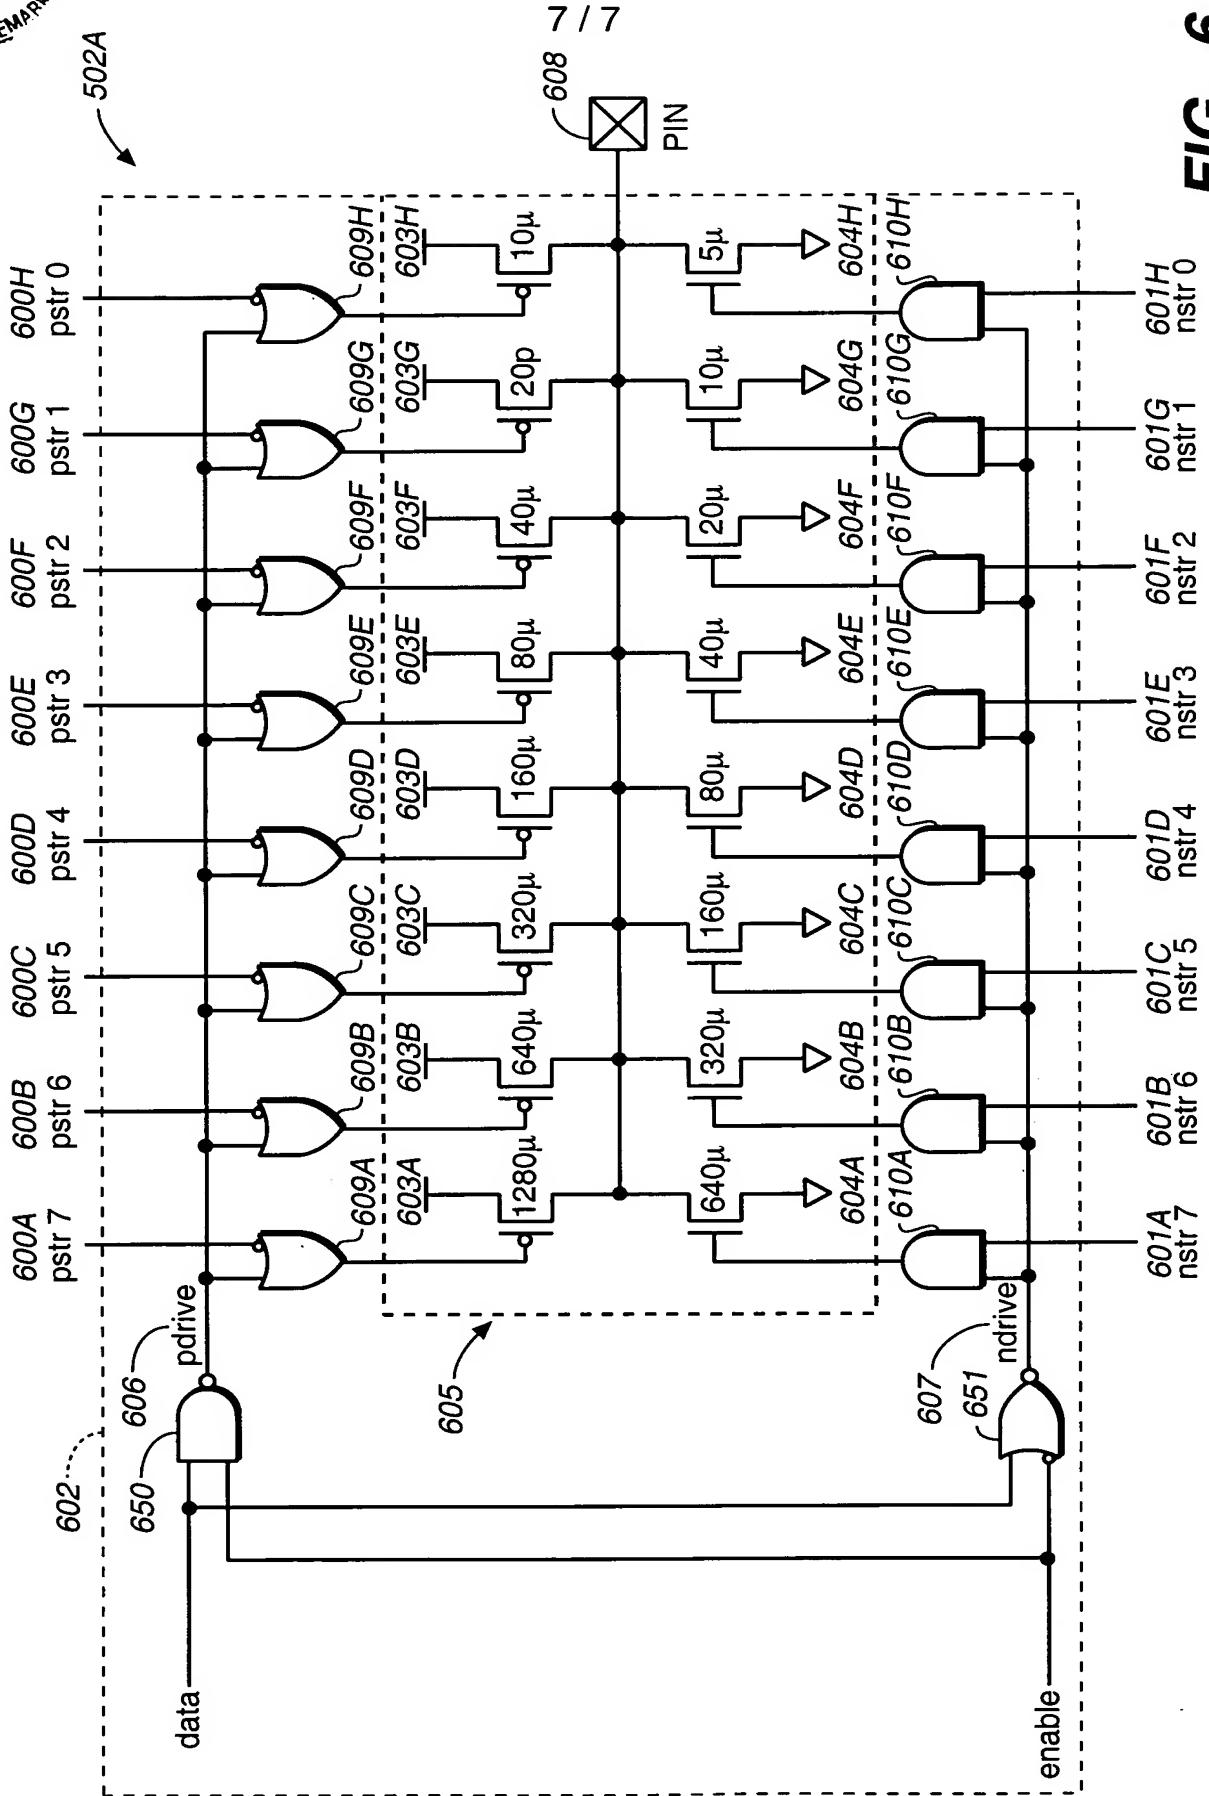 7 / 7
EMARK
502A
608
PIN
FIG._6
600A
pstr 7
600B
pstr 6
600C
pstr 5
600D
pstr 4
600E
pstr 3
600F
pstr 2
600G
pstr 1
600H
pstr 0
609A
609B
609C
609D
609E
609F
609G
609H
603A
603B
603C
603D
603E
603F
603G
603H
1280µ
640µ
320µ
160µ
80µ
40µ
20p
10µ
640µ
320µ
160µ
80µ
40µ
20µ
10µ
5µ
604A
604B
604C
604D
604E
604F
604G
604H
610A
610B
610C
610D
610E
610F
610G
610H
601A
nstr 7
601B
nstr 6
601C
nstr 5
601D
nstr 4
601E
nstr 3
601F
nstr 2
601G
nstr 1
601H
nstr 0
602
650
606
pdrive
605
607
651
ndrive
data
enable